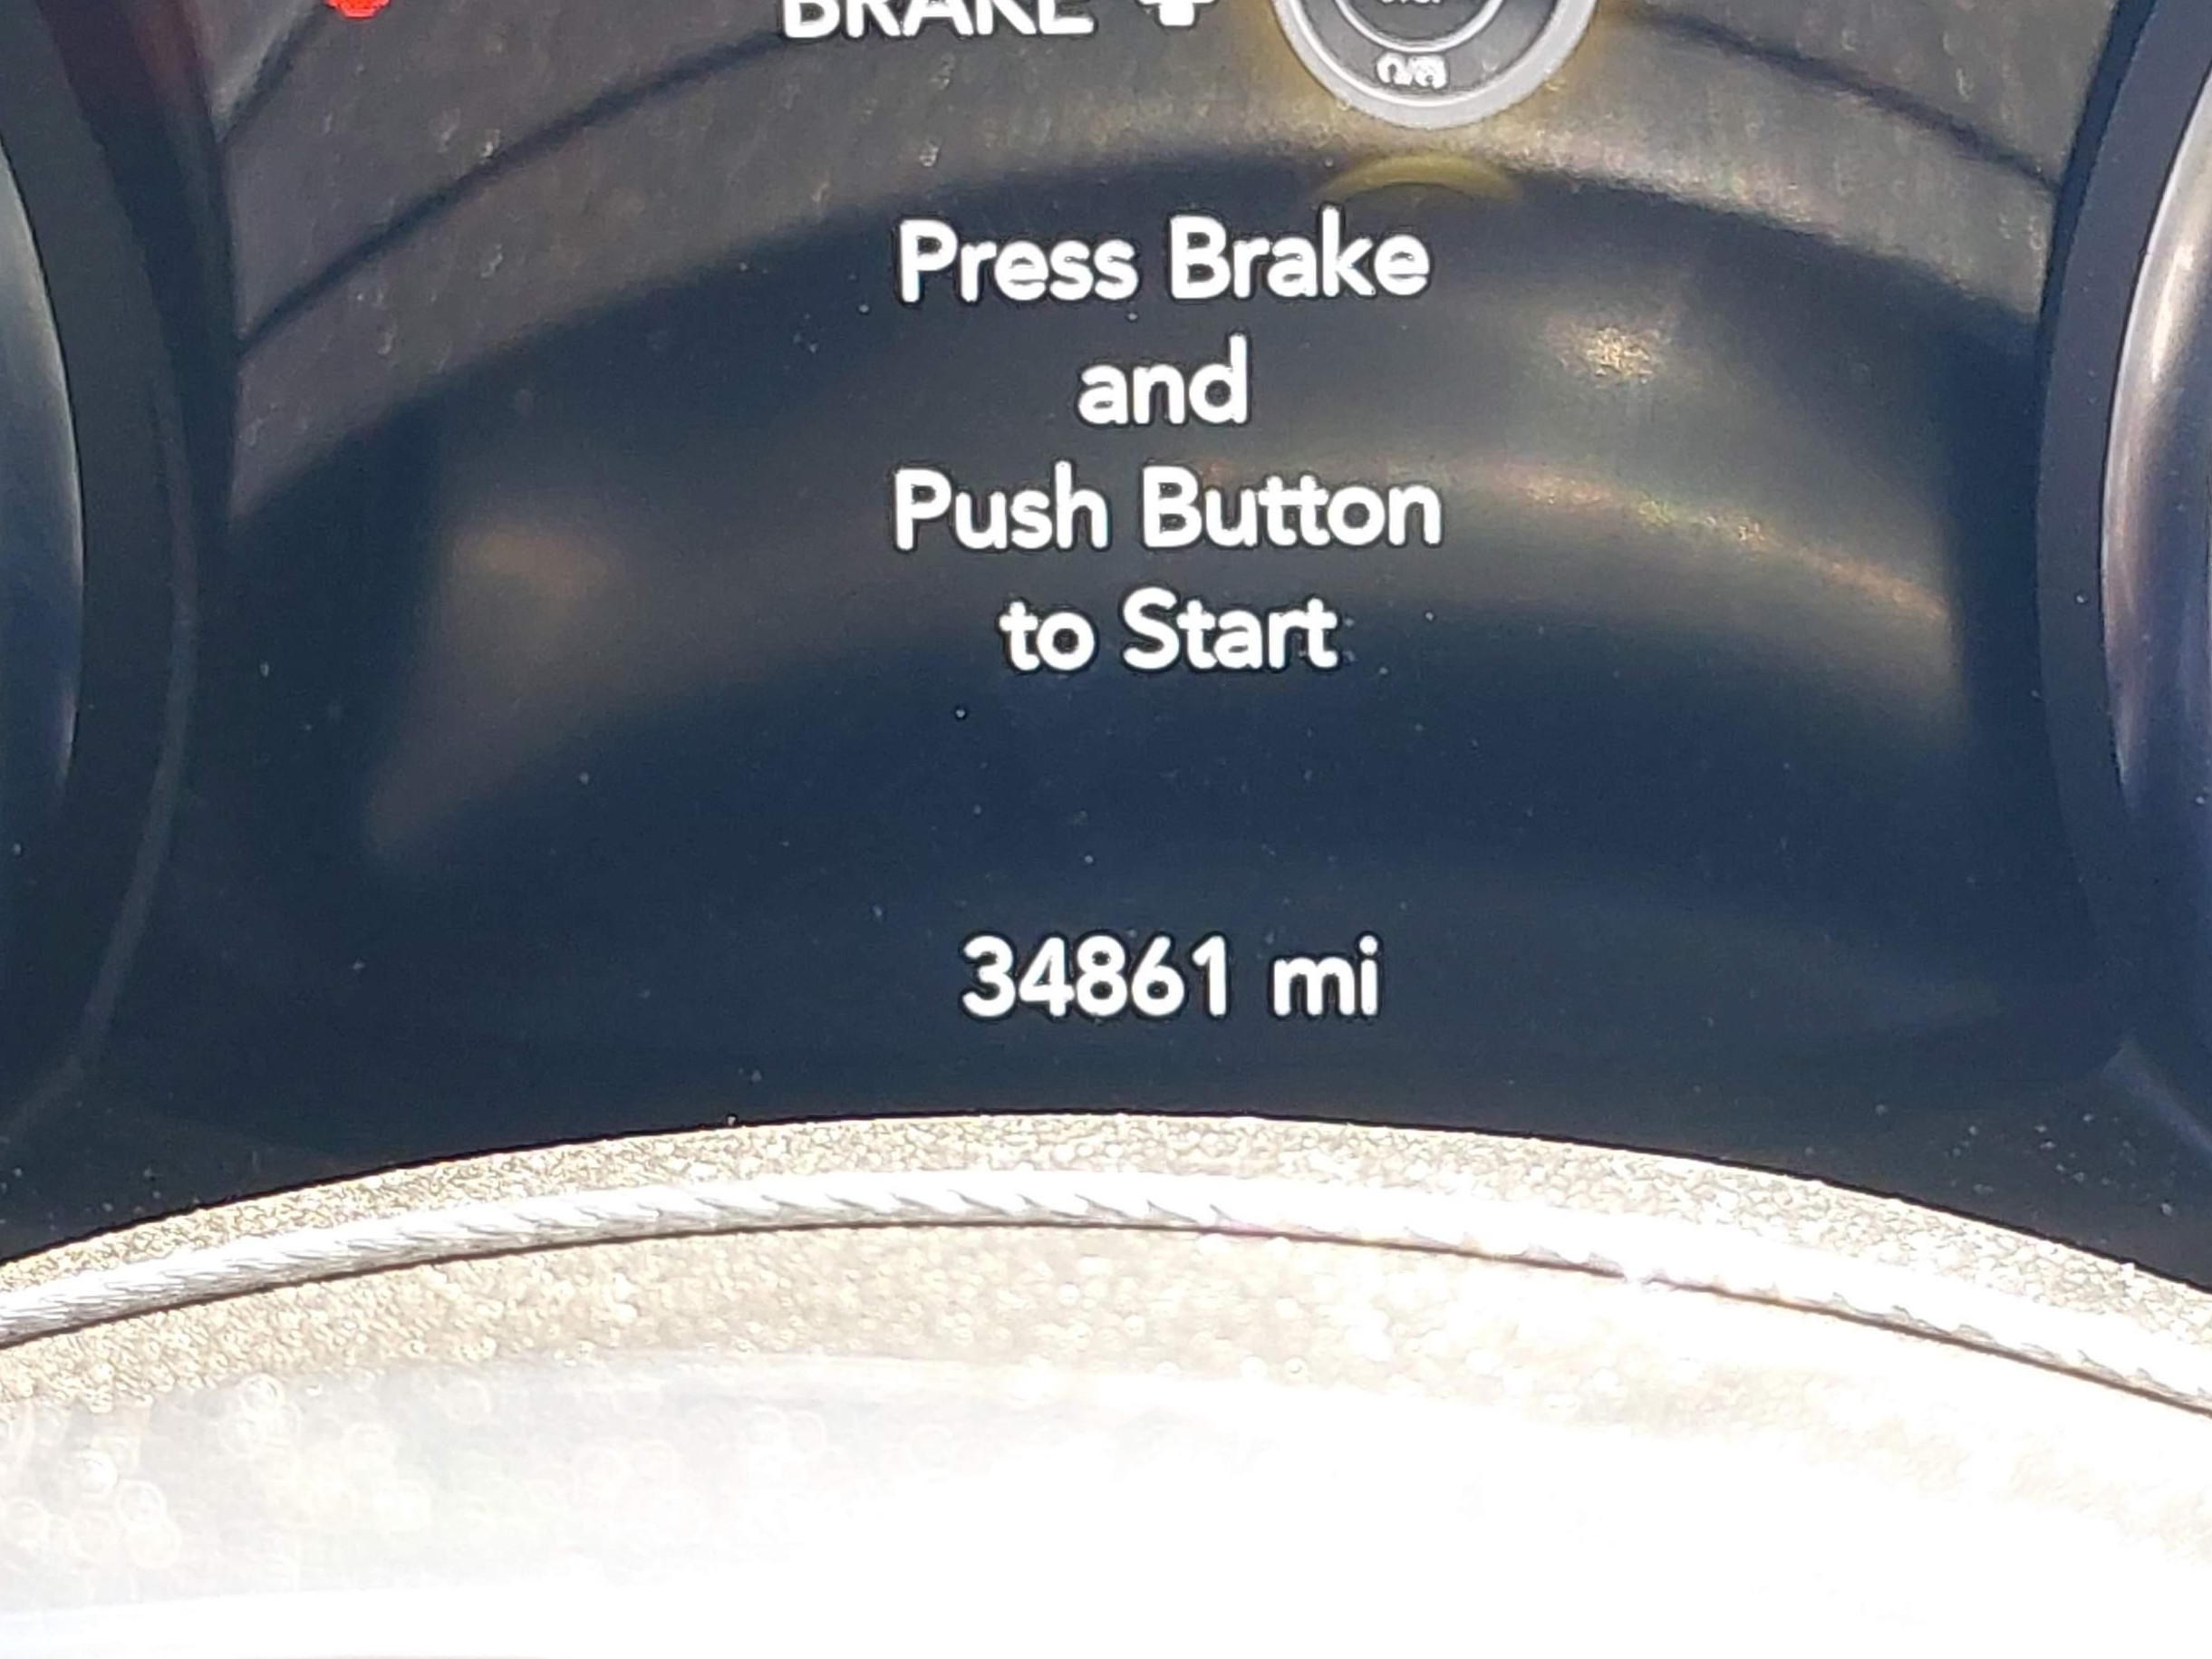 BRAKE +
Press Brake
and
Push Button
to Start
34861 mi